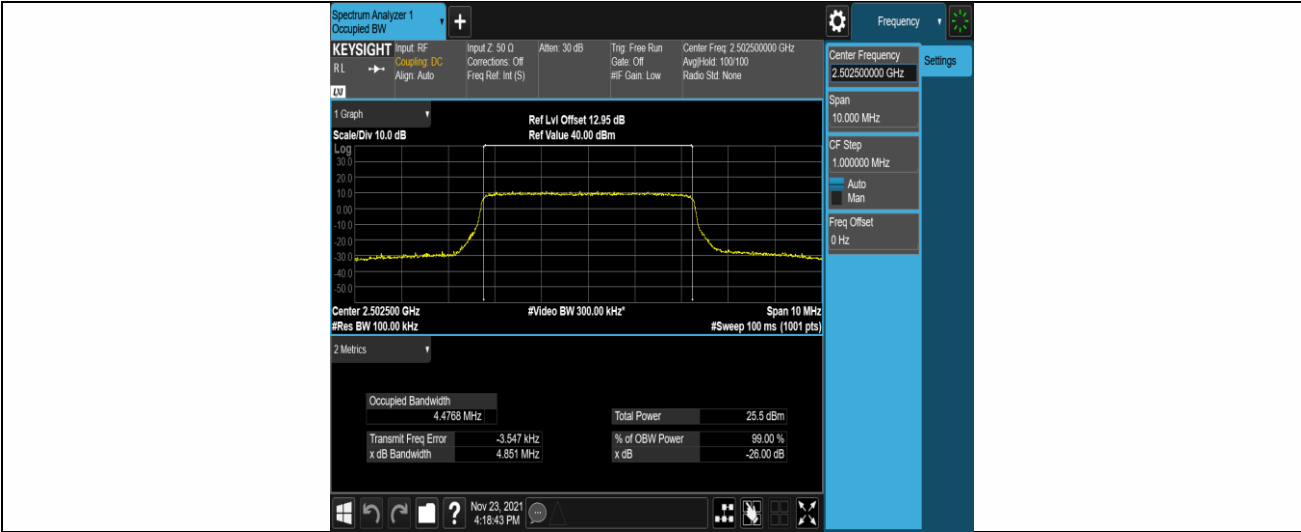 Spectrum Analyzer 1
Occupied BW
+
Frequency
KEYSIGHT
RL
LXI
Input: RF
Coupling: DC
Align: Auto
Input Z: 50 Ω
Corrections: Off
Freq Ref: Int (S)
Atten: 30 dB
Trig: Free Run
Gate: Off
#IF Gain: Low
Center Freq: 2.502500000 GHz
Avg|Hold: 100/100
Radio Std: None
Center Frequency
2.502500000 GHz
Settings
Span
10.000 MHz
CF Step
1.000000 MHz
Auto
Man
Freq Offset
0 Hz
1 Graph
Scale/Div 10.0 dB
Ref Lvl Offset 12.95 dB
Ref Value 40.00 dBm
Log
30.0
20.0
10.0
0.00
-10.0
-20.0
-30.0
-40.0
-50.0
Center 2.502500 GHz
#Video BW 300.00 kHz*
Span 10 MHz
#Res BW 100.00 kHz
#Sweep 100 ms (1001 pts)
2 Metrics
Occupied Bandwidth
4.4768 MHz
Total Power 25.5 dBm
Transmit Freq Error -3.547 kHz
% of OBW Power 99.00 %
x dB Bandwidth 4.851 MHz
x dB -26.00 dB
?
Nov 23, 2021
4:18:43 PM